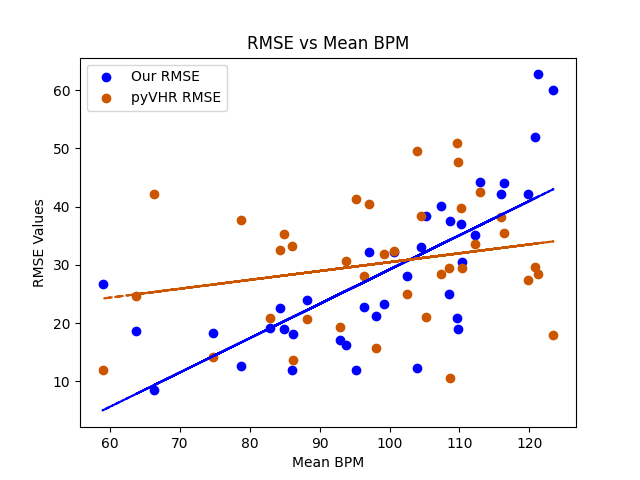 RMSE vs Mean BPM
Our RMSE
pyVHR RMSE
60
50
40
30
20
10
RMSE Values
60 70 80 90 100 110 120
Mean BPM